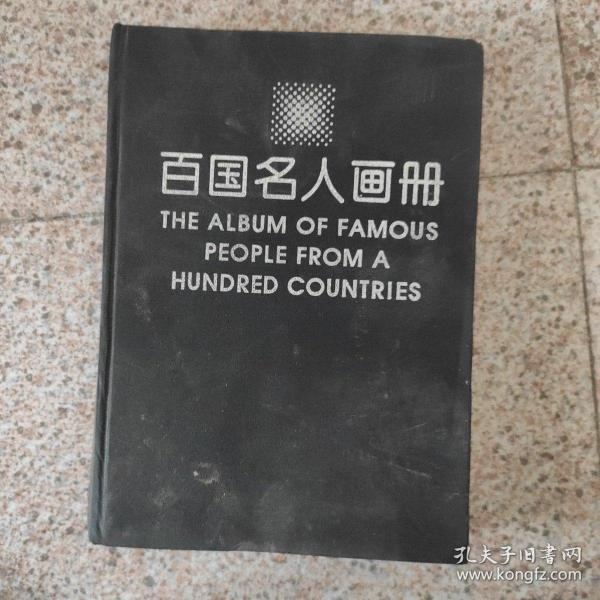 百国名人画册
THE ALBUM OF FAMOUS
PEOPLE FROM A
HUNDRED COUNTRIES
孔夫子旧书网
www.kongfz.com